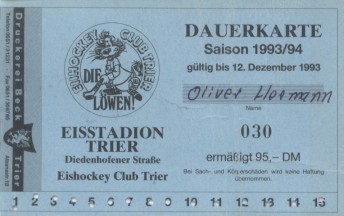 Druckerei Beck
Trier
EISHOCKEY CLUB TRIER
DIE
LÖWEN!
DAUERKARTE
Saison 1993/94
gültig bis 12. Dezember 1993
Oliver Hermann
Name
EISSTADION
TRIER
Diedenhofener Straße
Eishockey Club Trier
030
ermäßigt 95,– DM
Bei Sach- und Körperschäden wird keine Haftung
übernommen.
1 2 3 4 5 6 7 8 9 10 11 12 13 14 15 16